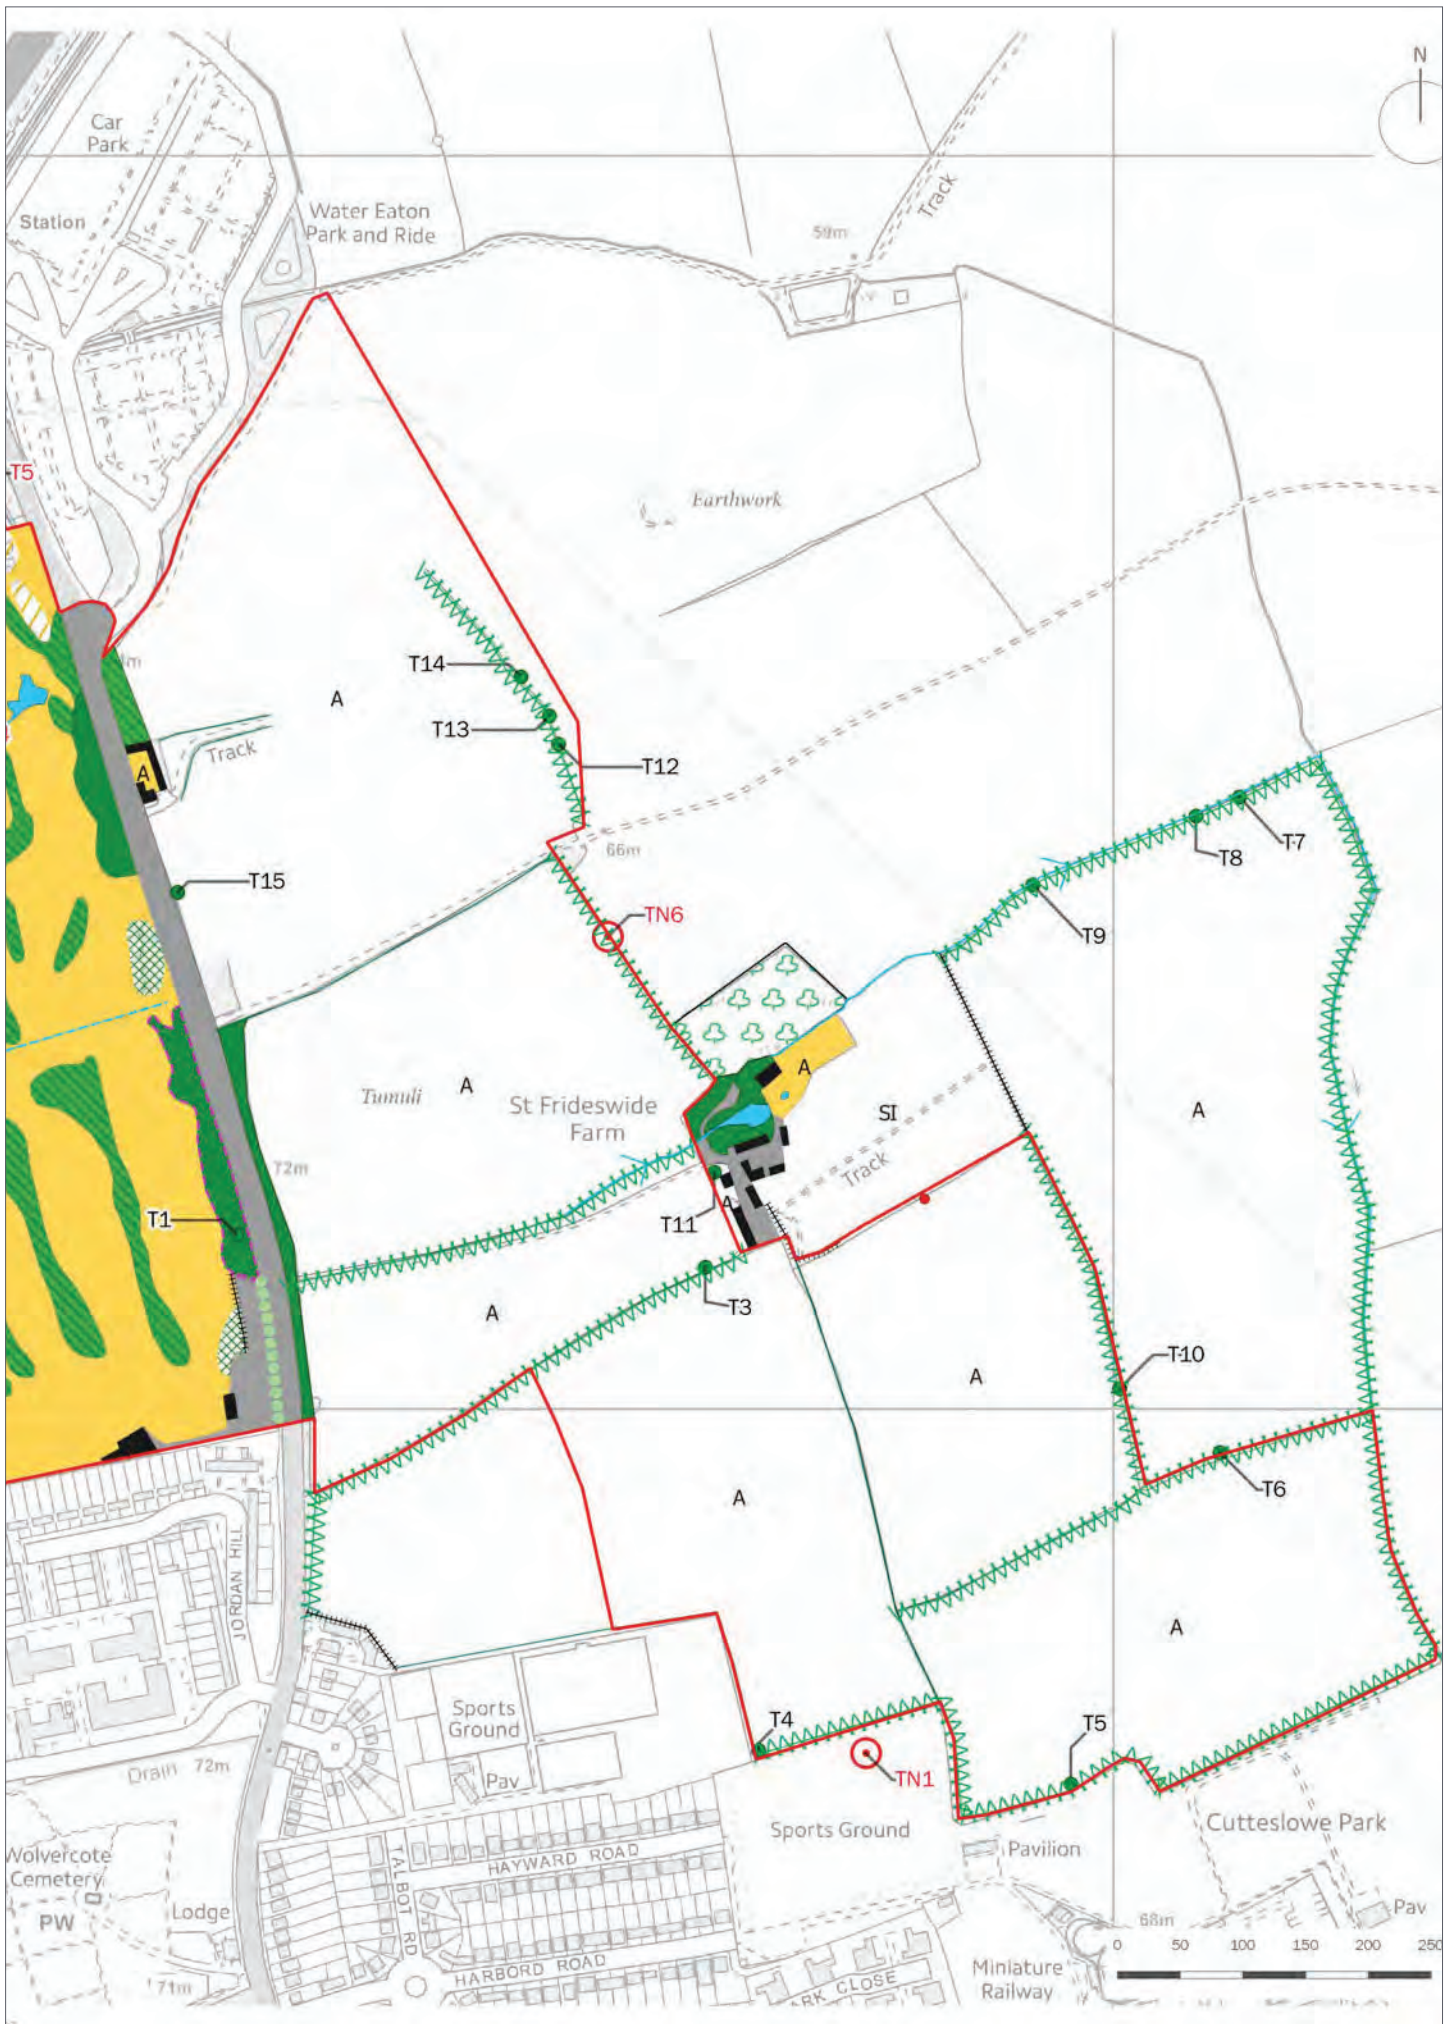 N
Car
Park
Station
Water Eaton
Park and Ride
Track
59m
T5
Earthwork
T14
A
T13
T12
Track
A
66m
T15
TN6
T7
T8
T9
A
Tumuli
A
St Frideswide
Farm
SI
A
72m
Track
T1
T11
A
T3
A
T10
A
A
T6
JORDAN HILL
A
Sports
Ground
T4
T5
Drain 72m
Pav
TN1
Sports Ground
Cutteslowe Park
Wolvercote
Cemetery
TALBOT RD
HAYWARD ROAD
Pavilion
PW
Lodge
Pav
68m
71m
HARBORD ROAD
ARK CLOSE
Miniature
Railway
0 50 100 150 200 250